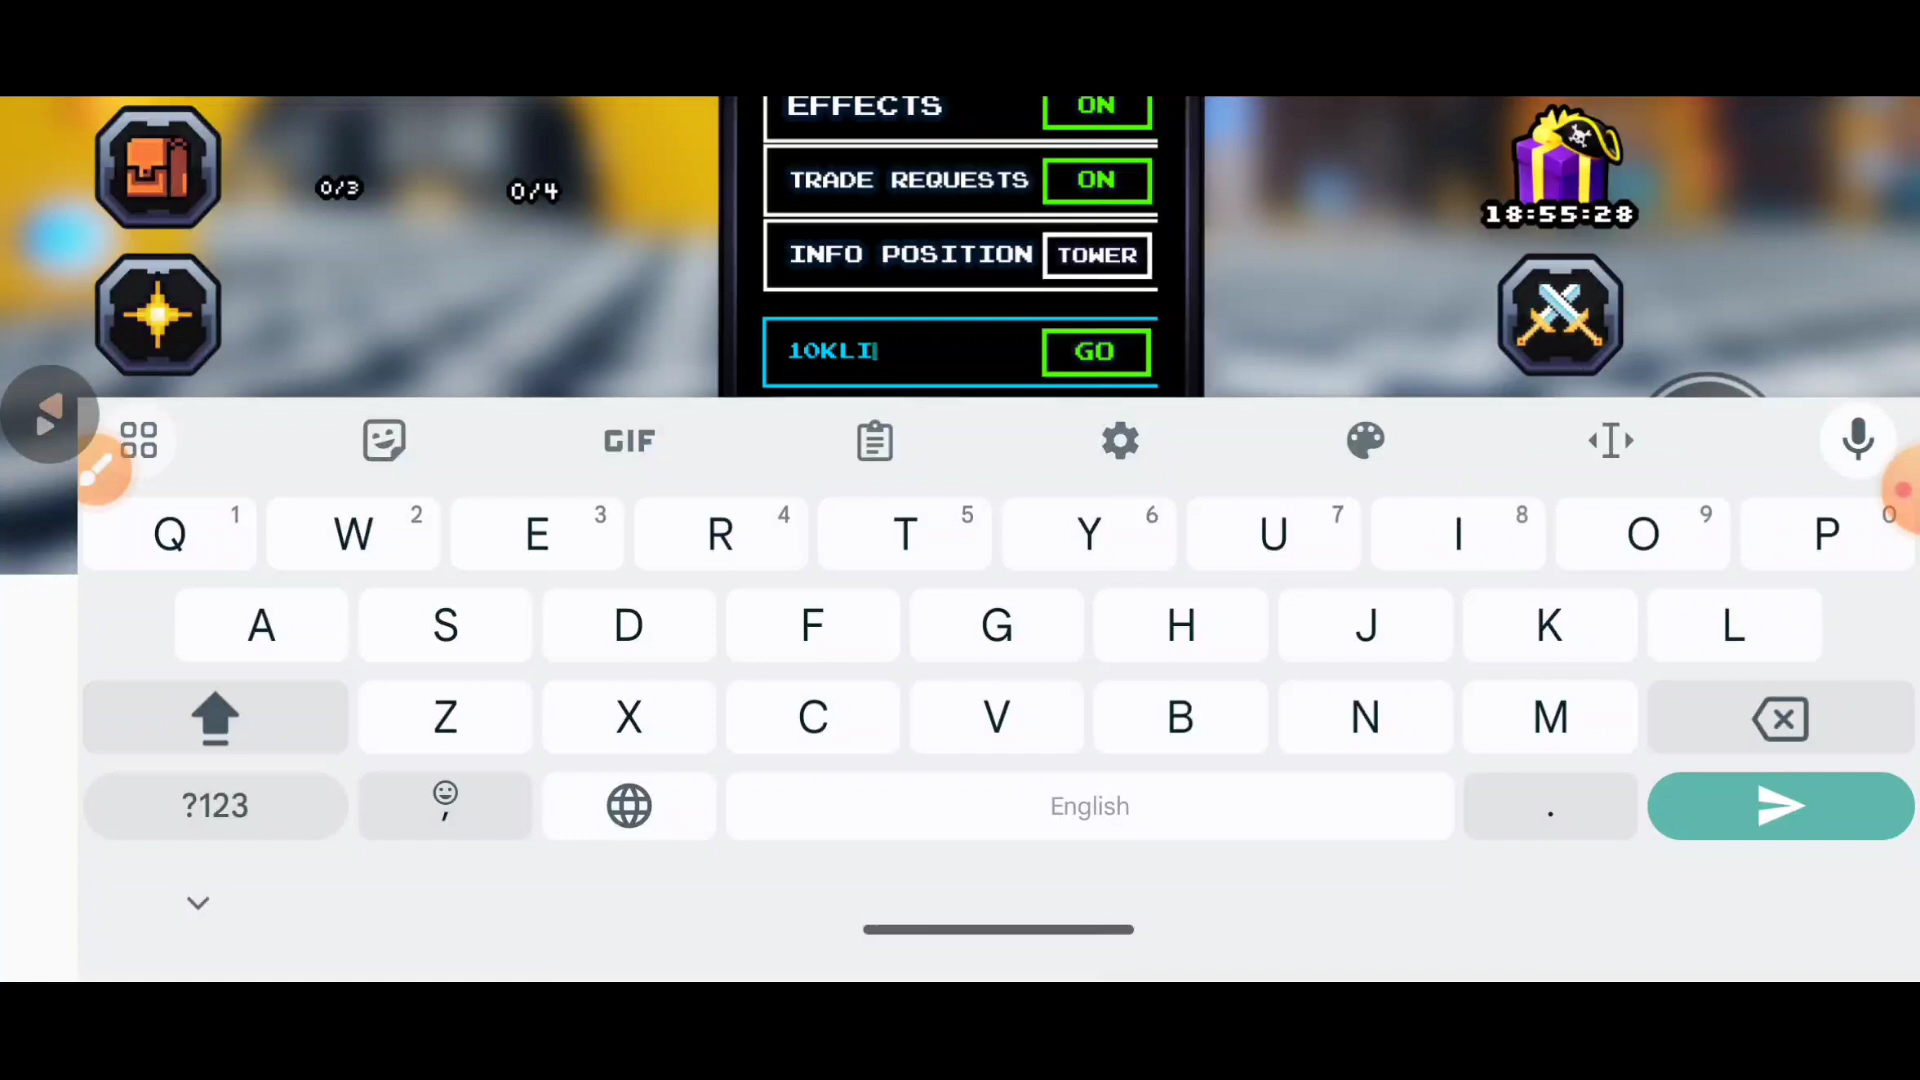 EFFECTS ON
TRADE REQUESTS ON
INFO POSITION TOWER
10KLI GO
0/3 0/4
18:55:28
GIF
Q 1 W 2 E 3 R 4 T 5 Y 6 U 7 I 8 O 9 P 0
A S D F G H J K L
Z X C V B N M
?123 , English .